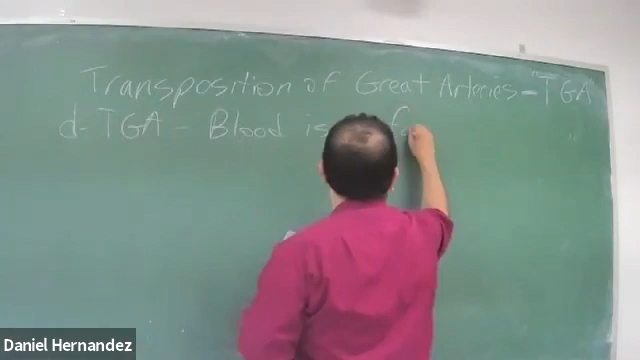 Transposition of Great Arteries - "TGA"
d-TGA - Blood is
Daniel Hernandez